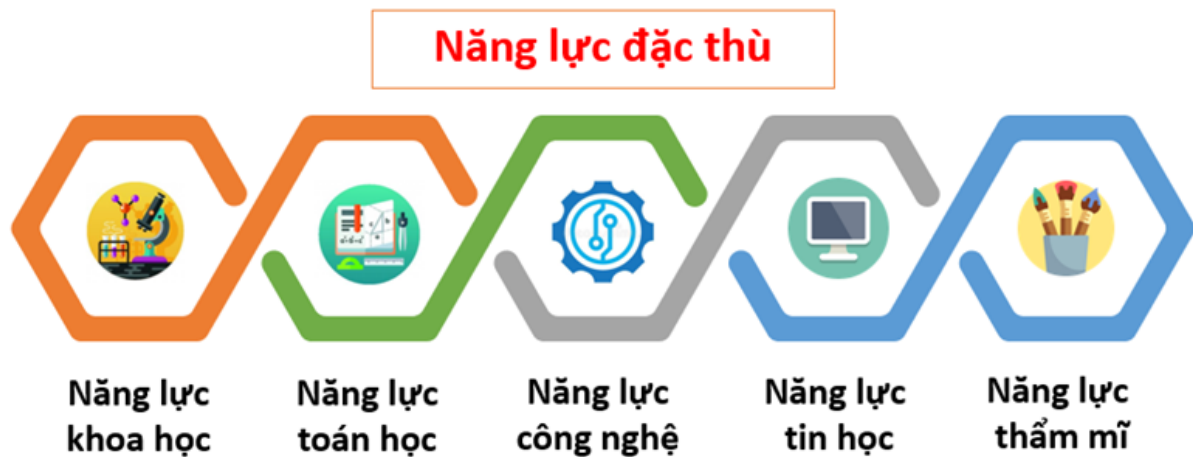 Năng lực đặc thù
Năng lực
khoa học
Năng lực
toán học
Năng lực
công nghệ
Năng lực
tin học
Năng lực
thẩm mĩ